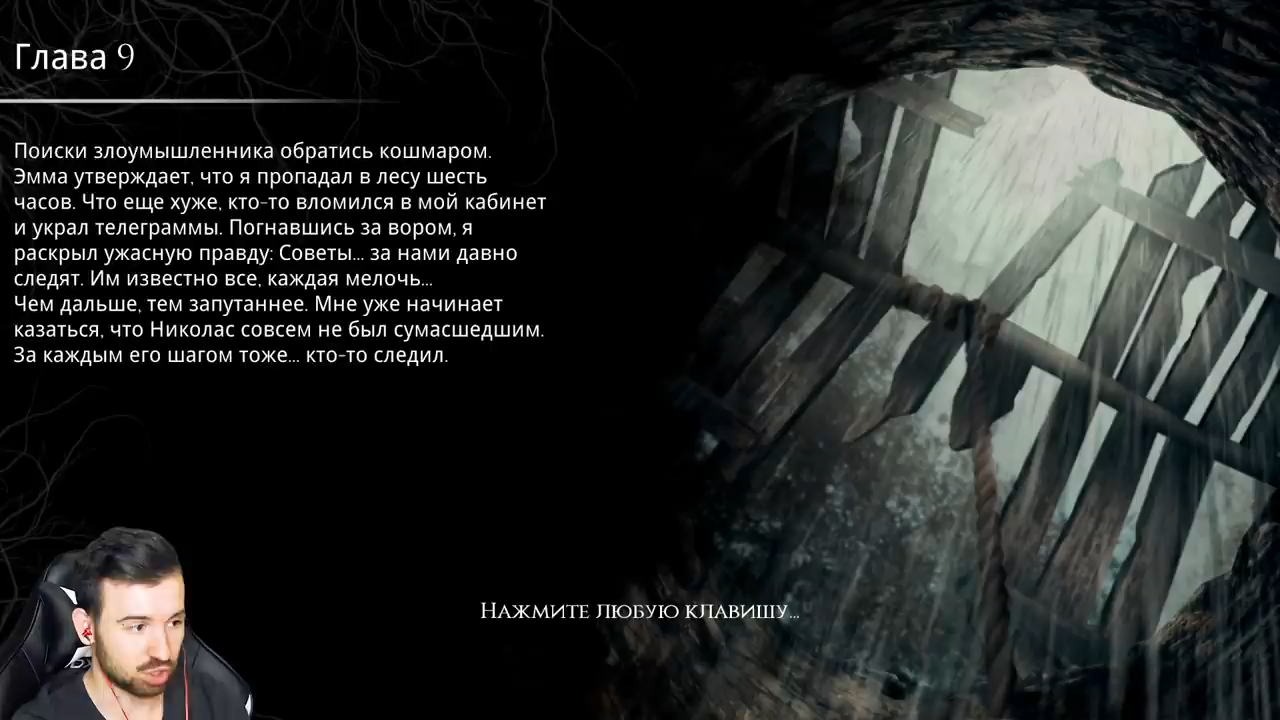 Глава 9
Поиски злоумышленника обратись кошмаром.
Эмма утверждает, что я пропадал в лесу шесть
часов. Что еще хуже, кто-то вломился в мой кабинет
и украл телеграммы. Погнавшись за вором, я
раскрыл ужасную правду: Советы... за нами давно
следят. Им известно все, каждая мелочь...
Чем дальше, тем запутаннее. Мне уже начинает
казаться, что Николас совсем не был сумасшедшим.
За каждым его шагом тоже... кто-то следил.
Нажмите любую клавишу...